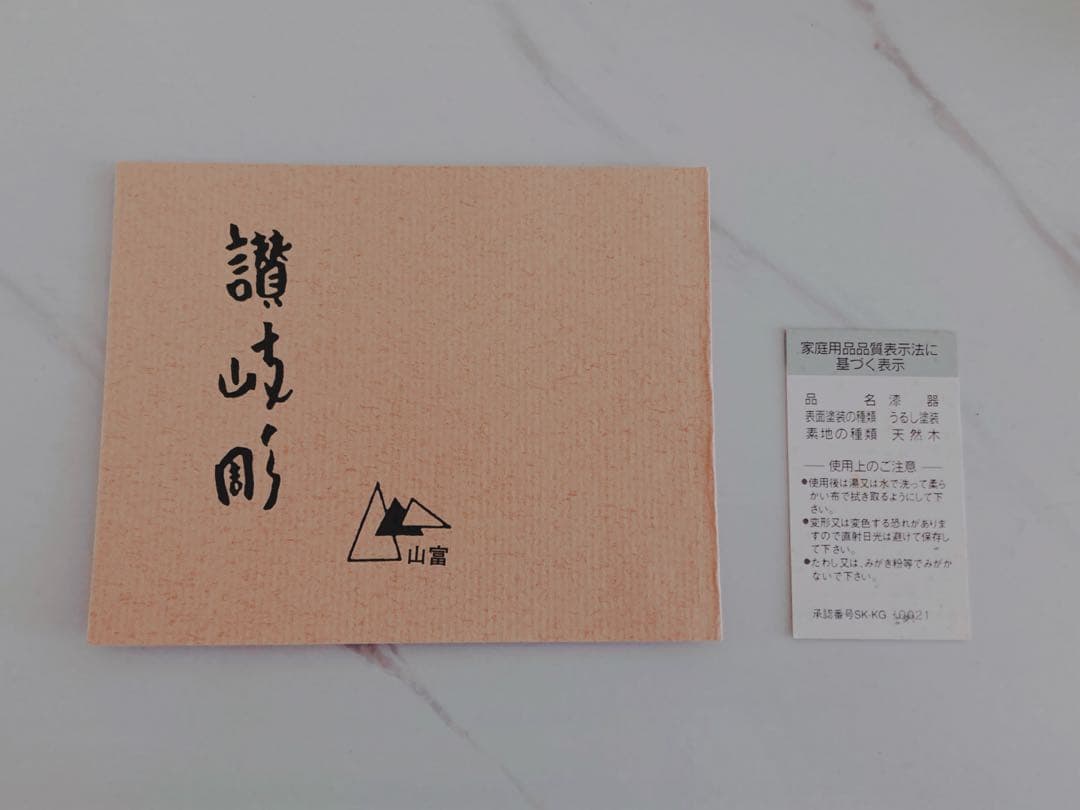 讃岐彫
山富
家庭用品品質表示法に
基づく表示
品名 漆器
表面塗装の種類 うるし塗装
素地の種類 天然木
使用上のご注意
●使用後は湯又は水で洗って柔ら
かい布で拭き取るようにして下
さい。
●変形又は変色する恐れがありま
すので直射日光は避けて保存し
て下さい。
●たわし又は、みがき粉等でみがか
ないで下さい。
承認番号SK-KG